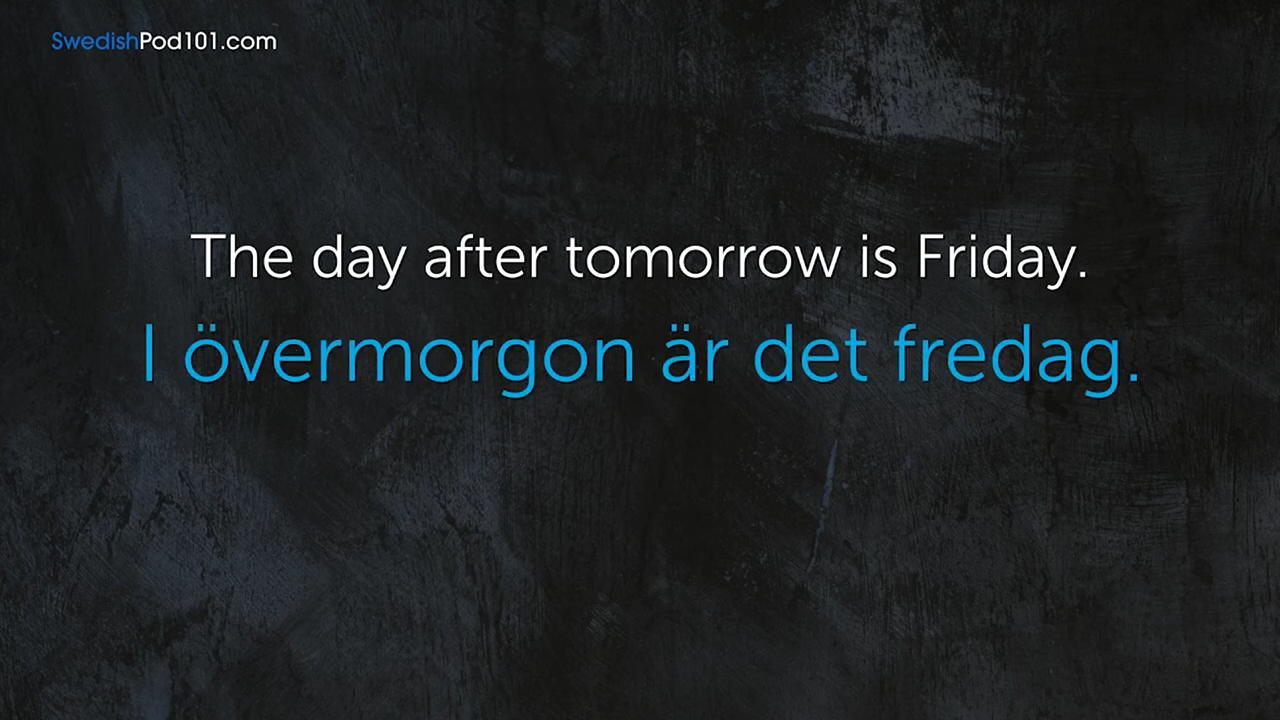 SwedishPod101.com
The day after tomorrow is Friday.
I övermorgon är det fredag.